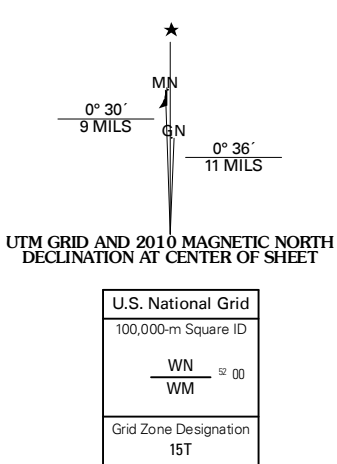 ★
MN
0° 30´
9 MILS
GN
0° 36´
11 MILS
UTM GRID AND 2010 MAGNETIC NORTH
DECLINATION AT CENTER OF SHEET
U.S. National Grid
100,000-m Square ID
WN
52 00
WM
Grid Zone Designation
15T